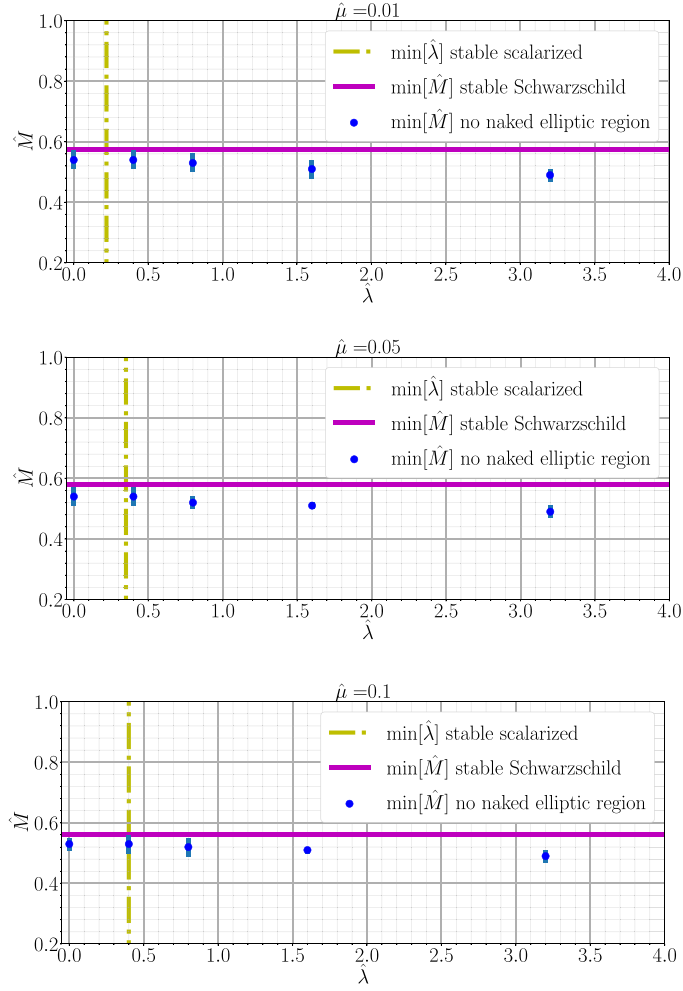 μ̂ =0.01
1.0
min[λ̂] stable scalarized
0.8
min[M̂] stable Schwarzschild
min[M̂] no naked elliptic region
0.6
M̂
0.4
0.2
0.0 0.5 1.0 1.5 2.0 2.5 3.0 3.5 4.0
λ̂
μ̂ =0.05
1.0
min[λ̂] stable scalarized
0.8
min[M̂] stable Schwarzschild
min[M̂] no naked elliptic region
0.6
M̂
0.4
0.2
0.0 0.5 1.0 1.5 2.0 2.5 3.0 3.5 4.0
λ̂
μ̂ =0.1
1.0
min[λ̂] stable scalarized
0.8
min[M̂] stable Schwarzschild
min[M̂] no naked elliptic region
0.6
M̂
0.4
0.2
0.0 0.5 1.0 1.5 2.0 2.5 3.0 3.5 4.0
λ̂